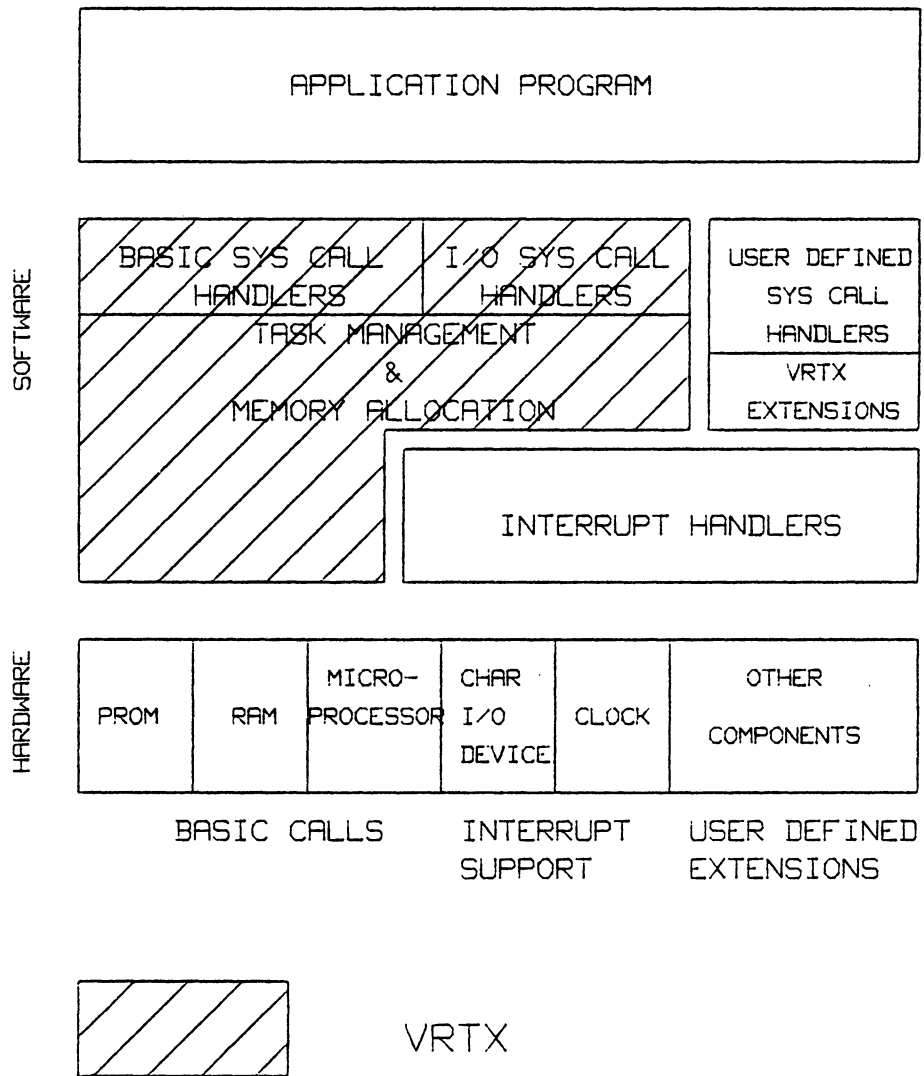 APPLICATION PROGRAM
SOFTWARE
BASIC SYS CALL
HANDLERS
I/O SYS CALL
HANDLERS
TASK MANAGEMENT
&
MEMORY ALLOCATION
USER DEFINED
SYS CALL
HANDLERS
VRTX
EXTENSIONS
INTERRUPT HANDLERS
HARDWARE
PROM
RAM
MICRO-
PROCESSOR
CHAR
I/O
DEVICE
CLOCK
OTHER
COMPONENTS
BASIC CALLS
INTERRUPT
SUPPORT
USER DEFINED
EXTENSIONS
VRTX